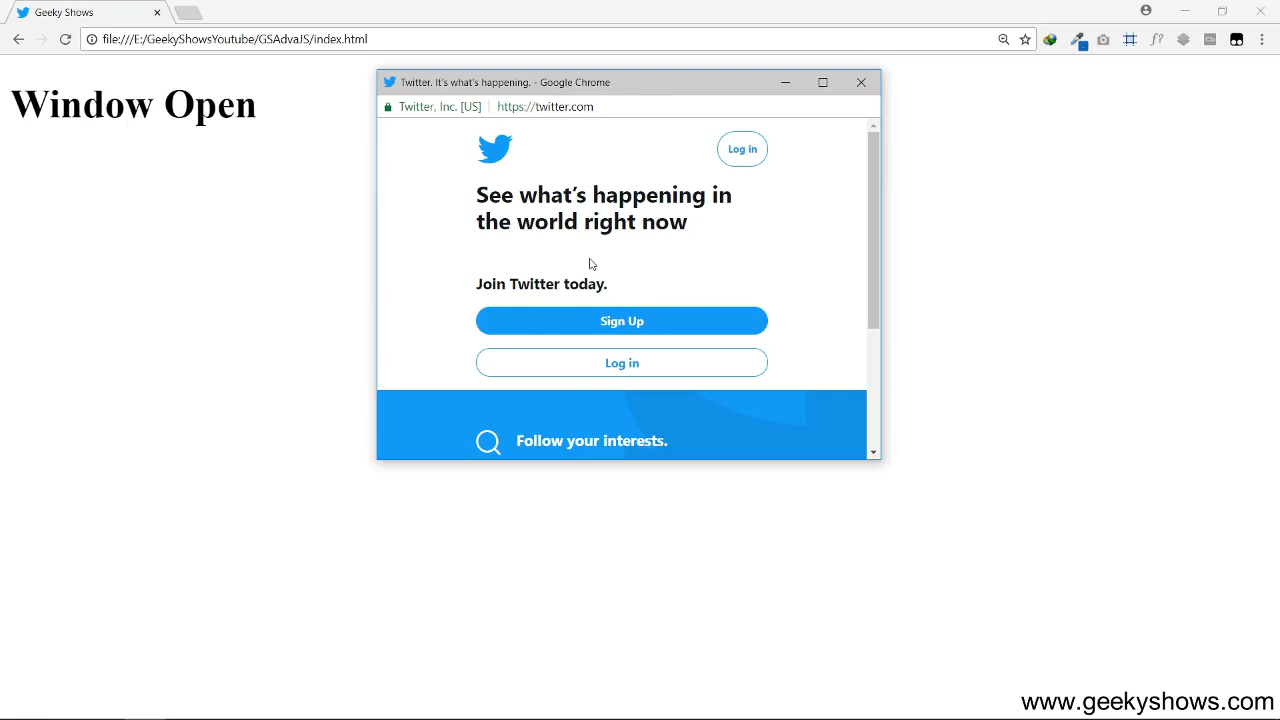 Geeky Shows
file:///E:/GeekyShowsYoutube/GSAdvaJS/index.html
Window Open
Twitter. It's what's happening. - Google Chrome
Twitter, Inc. [US] https://twitter.com
Log in
See what's happening in
the world right now
Join Twitter today.
Sign Up
Log in
Follow your interests.
www.geekyshows.com